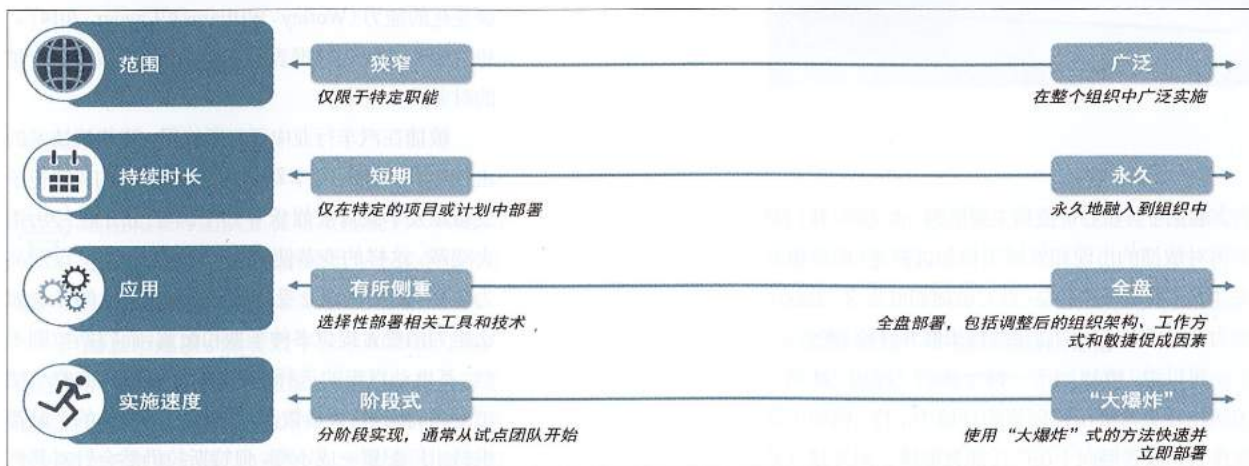 范围
狭窄
广泛
仅限于特定职能
在整个组织中广泛实施
持续时长
短期
永久
仅在特定的项目或计划中部署
永久地融入到组织中
应用
有所侧重
全盘
选择性部署相关工具和技术
全盘部署，包括调整后的组织架构、工作方
式和敏捷促成因素
实施速度
阶段式
“大爆炸”
分阶段实现，通常从试点团队开始
使用“大爆炸”式的方法快速并
立即部署